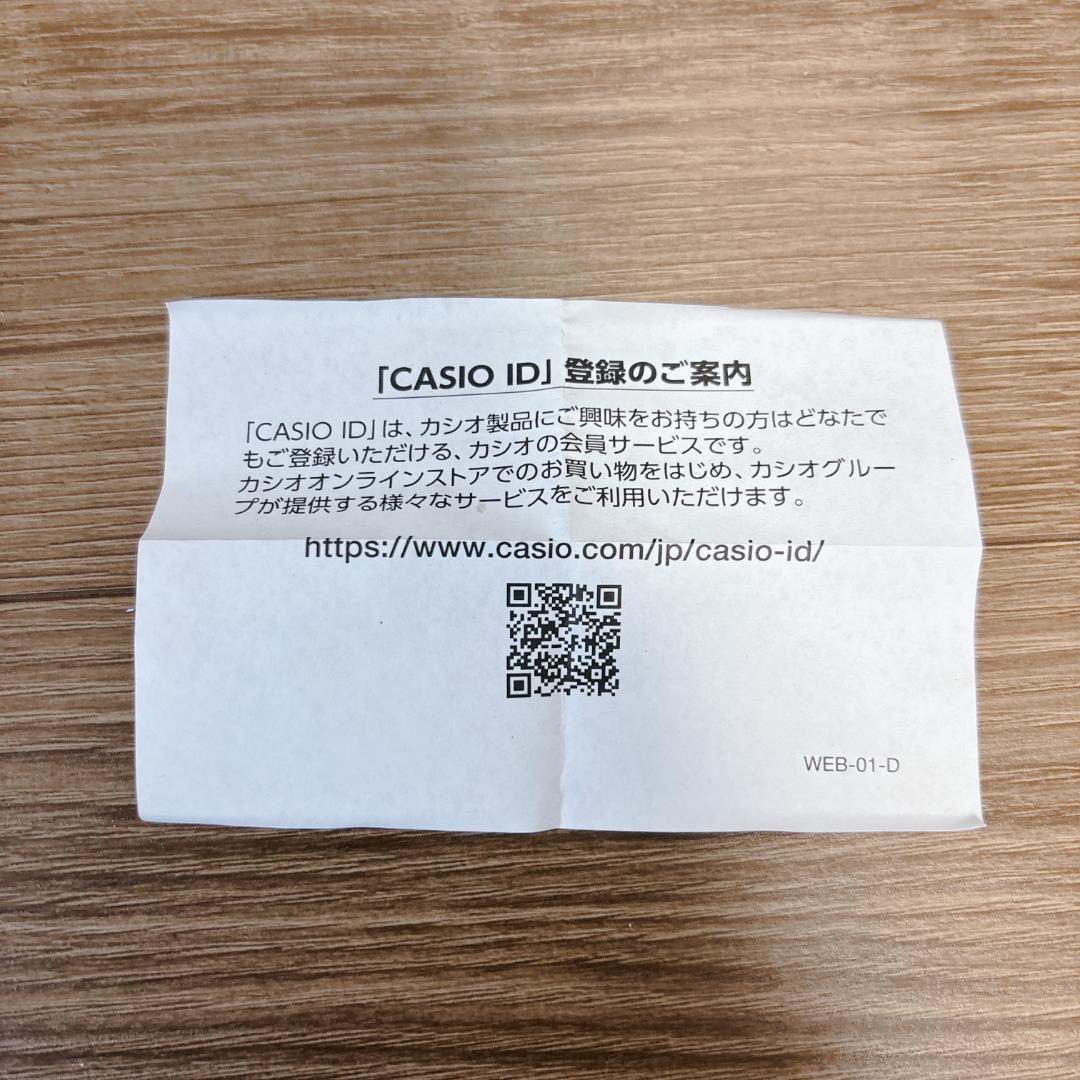 「CASIO ID」登録のご案内
「CASIO ID」は、カシオ製品にご興味をお持ちの方はどなたで
もご登録いただける、カシオの会員サービスです。
カシオオンラインストアでのお買い物をはじめ、カシオグルー
プが提供する様々なサービスをご利用いただけます。
https://www.casio.com/jp/casio-id/
WEB-01-D